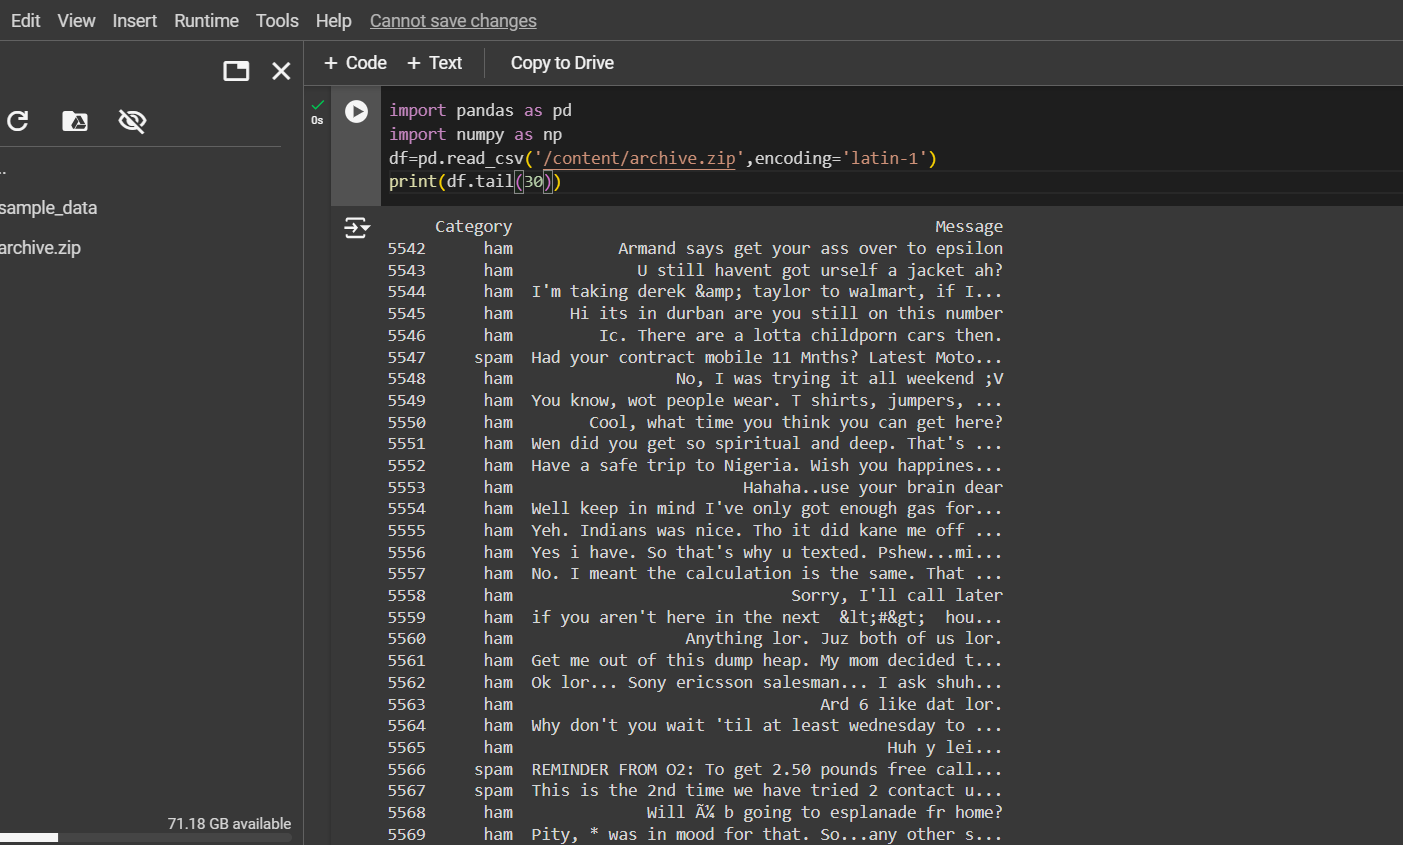 Edit View Insert Runtime Tools Help Cannot save changes
+ Code + Text Copy to Drive
..
sample_data
archive.zip
71.18 GB available
0s
import pandas as pd
import numpy as np
df=pd.read_csv('/content/archive.zip',encoding='latin-1')
print(df.tail(30))
Category Message
5542 ham Armand says get your ass over to epsilon
5543 ham U still havent got urself a jacket ah?
5544 ham I'm taking derek &amp; taylor to walmart, if I...
5545 ham Hi its in durban are you still on this number
5546 ham Ic. There are a lotta childporn cars then.
5547 spam Had your contract mobile 11 Mnths? Latest Moto...
5548 ham No, I was trying it all weekend ;V
5549 ham You know, wot people wear. T shirts, jumpers, ...
5550 ham Cool, what time you think you can get here?
5551 ham Wen did you get so spiritual and deep. That's ...
5552 ham Have a safe trip to Nigeria. Wish you happines...
5553 ham Hahaha..use your brain dear
5554 ham Well keep in mind I've only got enough gas for...
5555 ham Yeh. Indians was nice. Tho it did kane me off ...
5556 ham Yes i have. So that's why u texted. Pshew...mi...
5557 ham No. I meant the calculation is the same. That ...
5558 ham Sorry, I'll call later
5559 ham if you aren't here in the next  &lt;#&gt;  hou...
5560 ham Anything lor. Juz both of us lor.
5561 ham Get me out of this dump heap. My mom decided t...
5562 ham Ok lor... Sony ericsson salesman... I ask shuh...
5563 ham Ard 6 like dat lor.
5564 ham Why don't you wait 'til at least wednesday to ...
5565 ham Huh y lei...
5566 spam REMINDER FROM O2: To get 2.50 pounds free call...
5567 spam This is the 2nd time we have tried 2 contact u...
5568 ham Will Ã¼ b going to esplanade fr home?
5569 ham Pity, * was in mood for that. So...any other s...